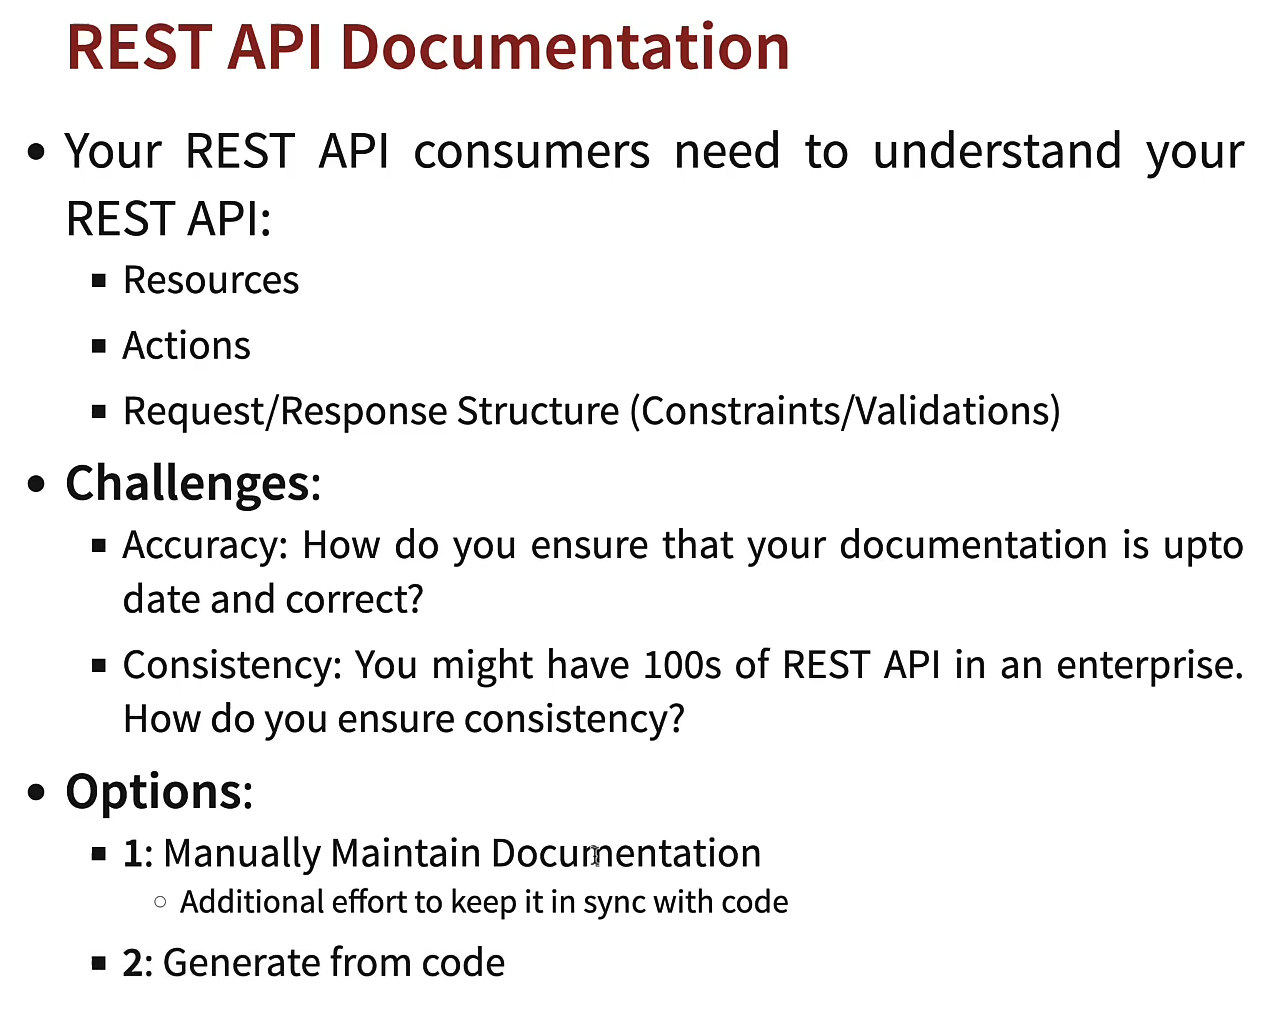 REST API Documentation
• Your REST API consumers need to understand your
REST API:
▪ Resources
▪ Actions
▪ Request/Response Structure (Constraints/Validations)
• Challenges:
▪ Accuracy: How do you ensure that your documentation is upto
date and correct?
▪ Consistency: You might have 100s of REST API in an enterprise.
How do you ensure consistency?
• Options:
▪ 1: Manually Maintain Documentation
○ Additional effort to keep it in sync with code
▪ 2: Generate from code